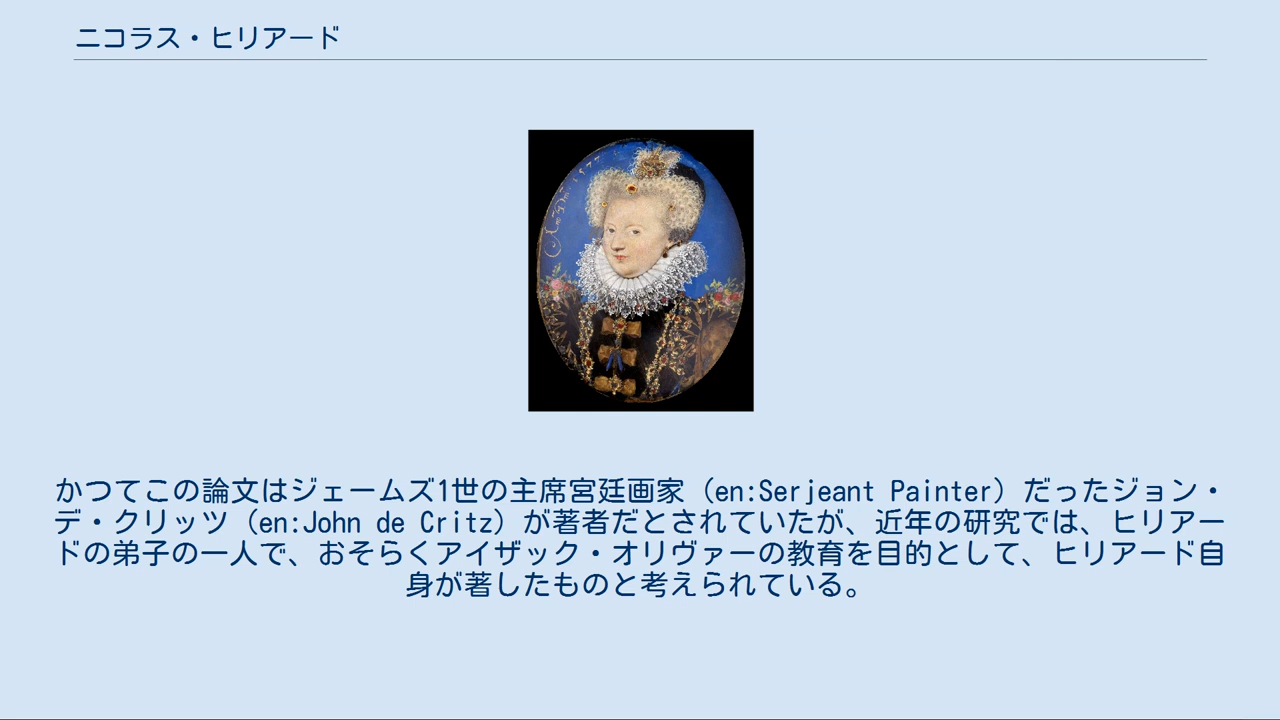 ニコラス・ヒリアード
かつてこの論文はジェームズ1世の主席宮廷画家（en:Serjeant Painter）だったジョン・
デ・クリッツ（en:John de Critz）が著者だとされていたが、近年の研究では、ヒリアー
ドの弟子の一人で、おそらくアイザック・オリヴァーの教育を目的として、ヒリアード自
身が著したものと考えられている。